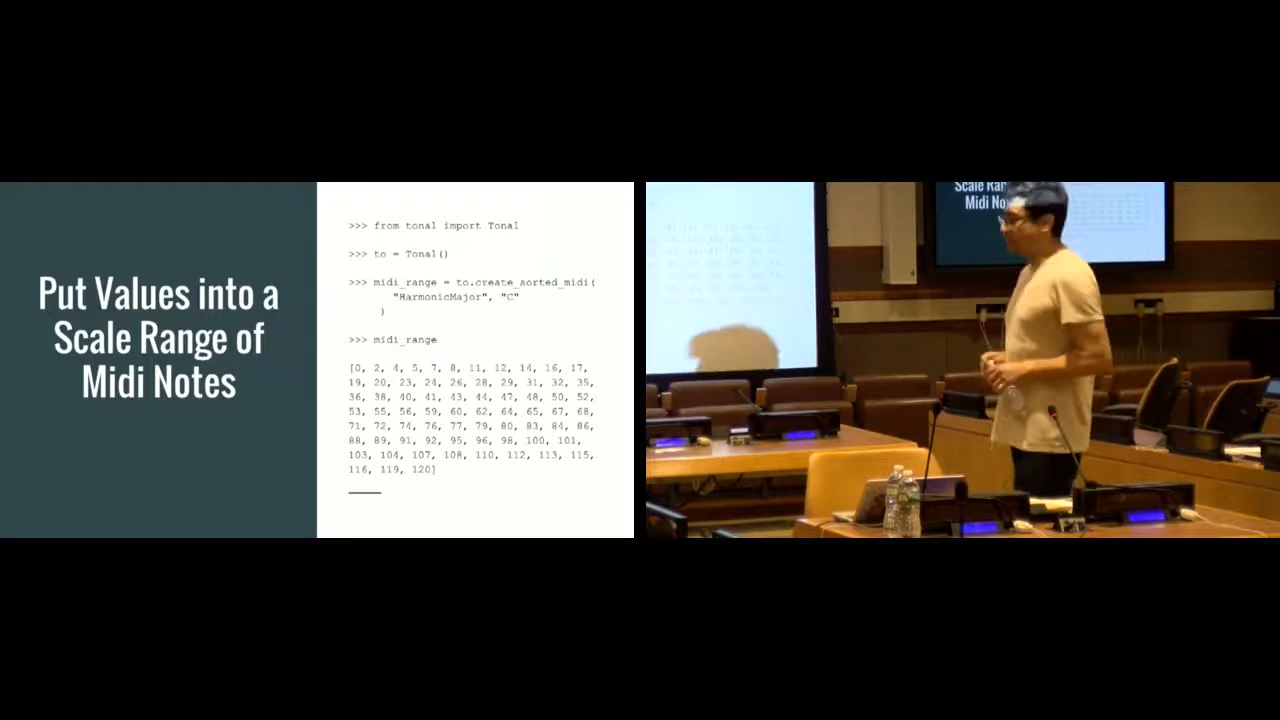 Put Values into a
Scale Range of
Midi Notes
>>> from tonal import Tonal
>>> to = Tonal()
>>> midi_range = to.create_sorted_midi(
"HarmonicMajor", "C"
)
>>> midi_range
[0, 2, 4, 5, 7, 8, 11, 12, 14, 16, 17,
19, 20, 23, 24, 26, 28, 29, 31, 32, 35,
36, 38, 40, 41, 43, 44, 47, 48, 50, 52,
53, 55, 56, 59, 60, 62, 64, 65, 67, 68,
71, 72, 74, 76, 77, 79, 80, 83, 84, 86,
88, 89, 91, 92, 95, 96, 98, 100, 101,
103, 104, 107, 108, 110, 112, 113, 115,
116, 119, 120]
Scale Ran
Midi No